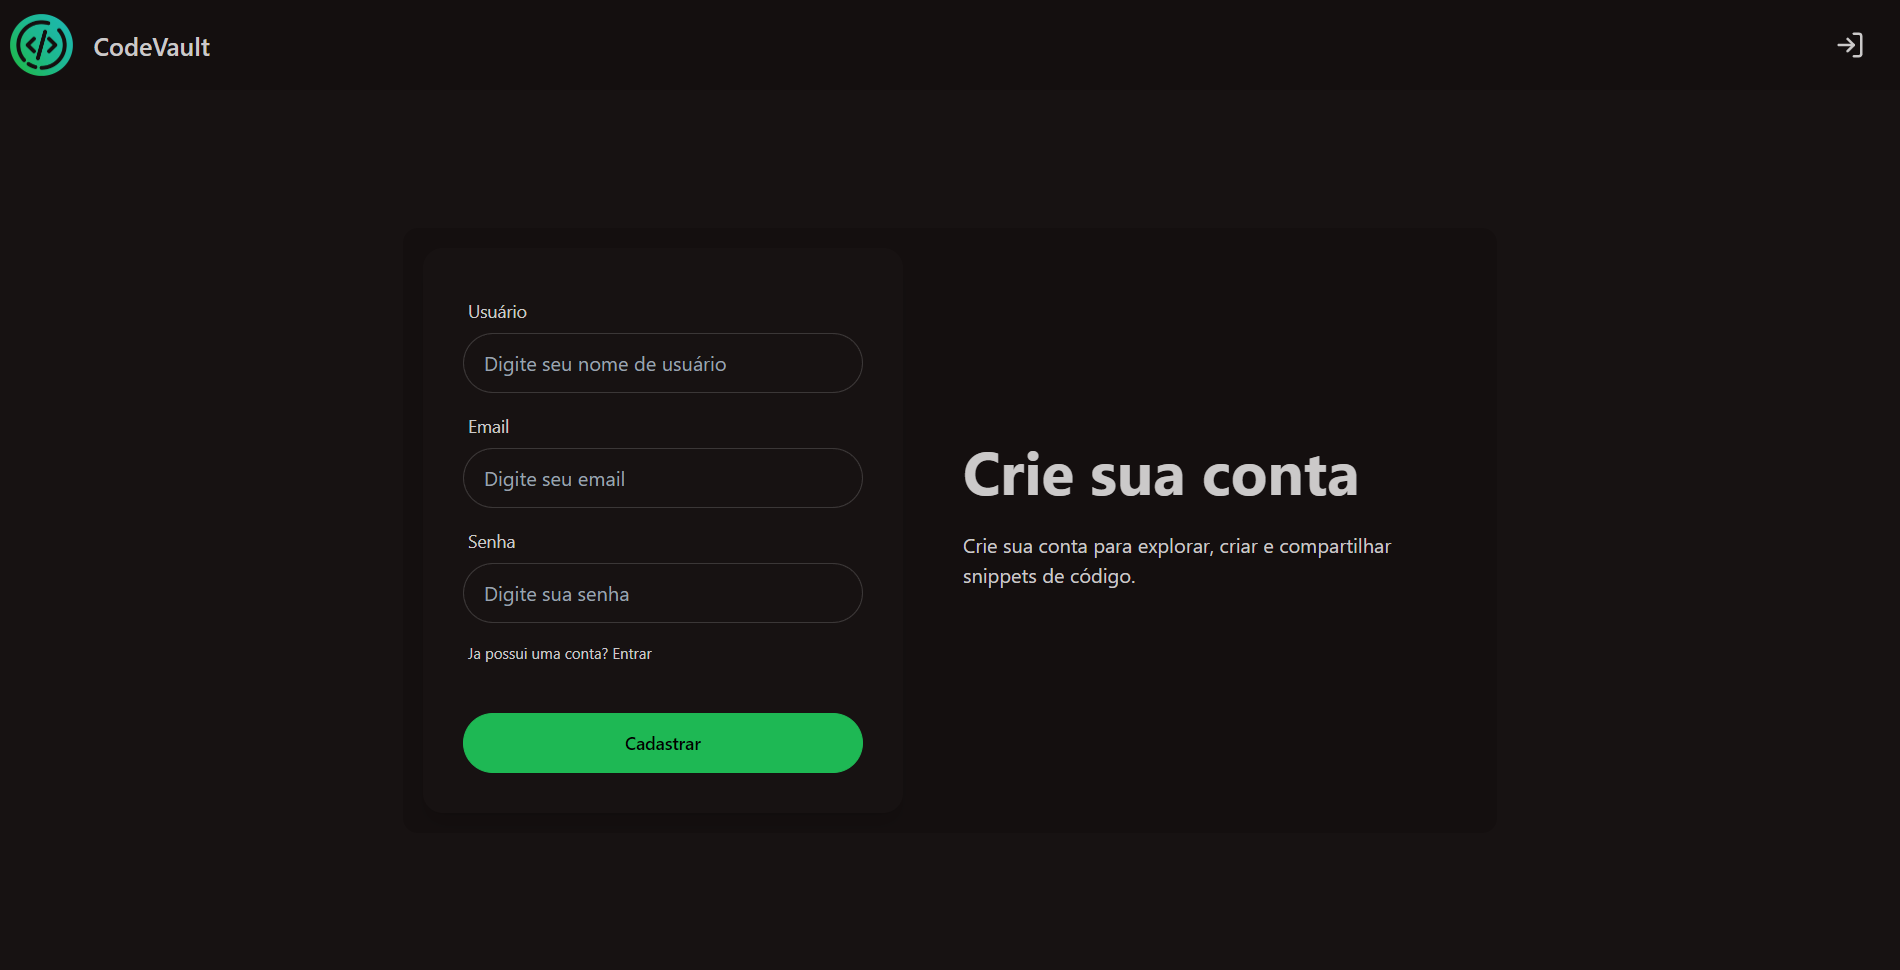 CodeVault
Usuário
Digite seu nome de usuário
Email
Digite seu email
Senha
Digite sua senha
Ja possui uma conta? Entrar
Cadastrar
Crie sua conta
Crie sua conta para explorar, criar e compartilhar
snippets de código.